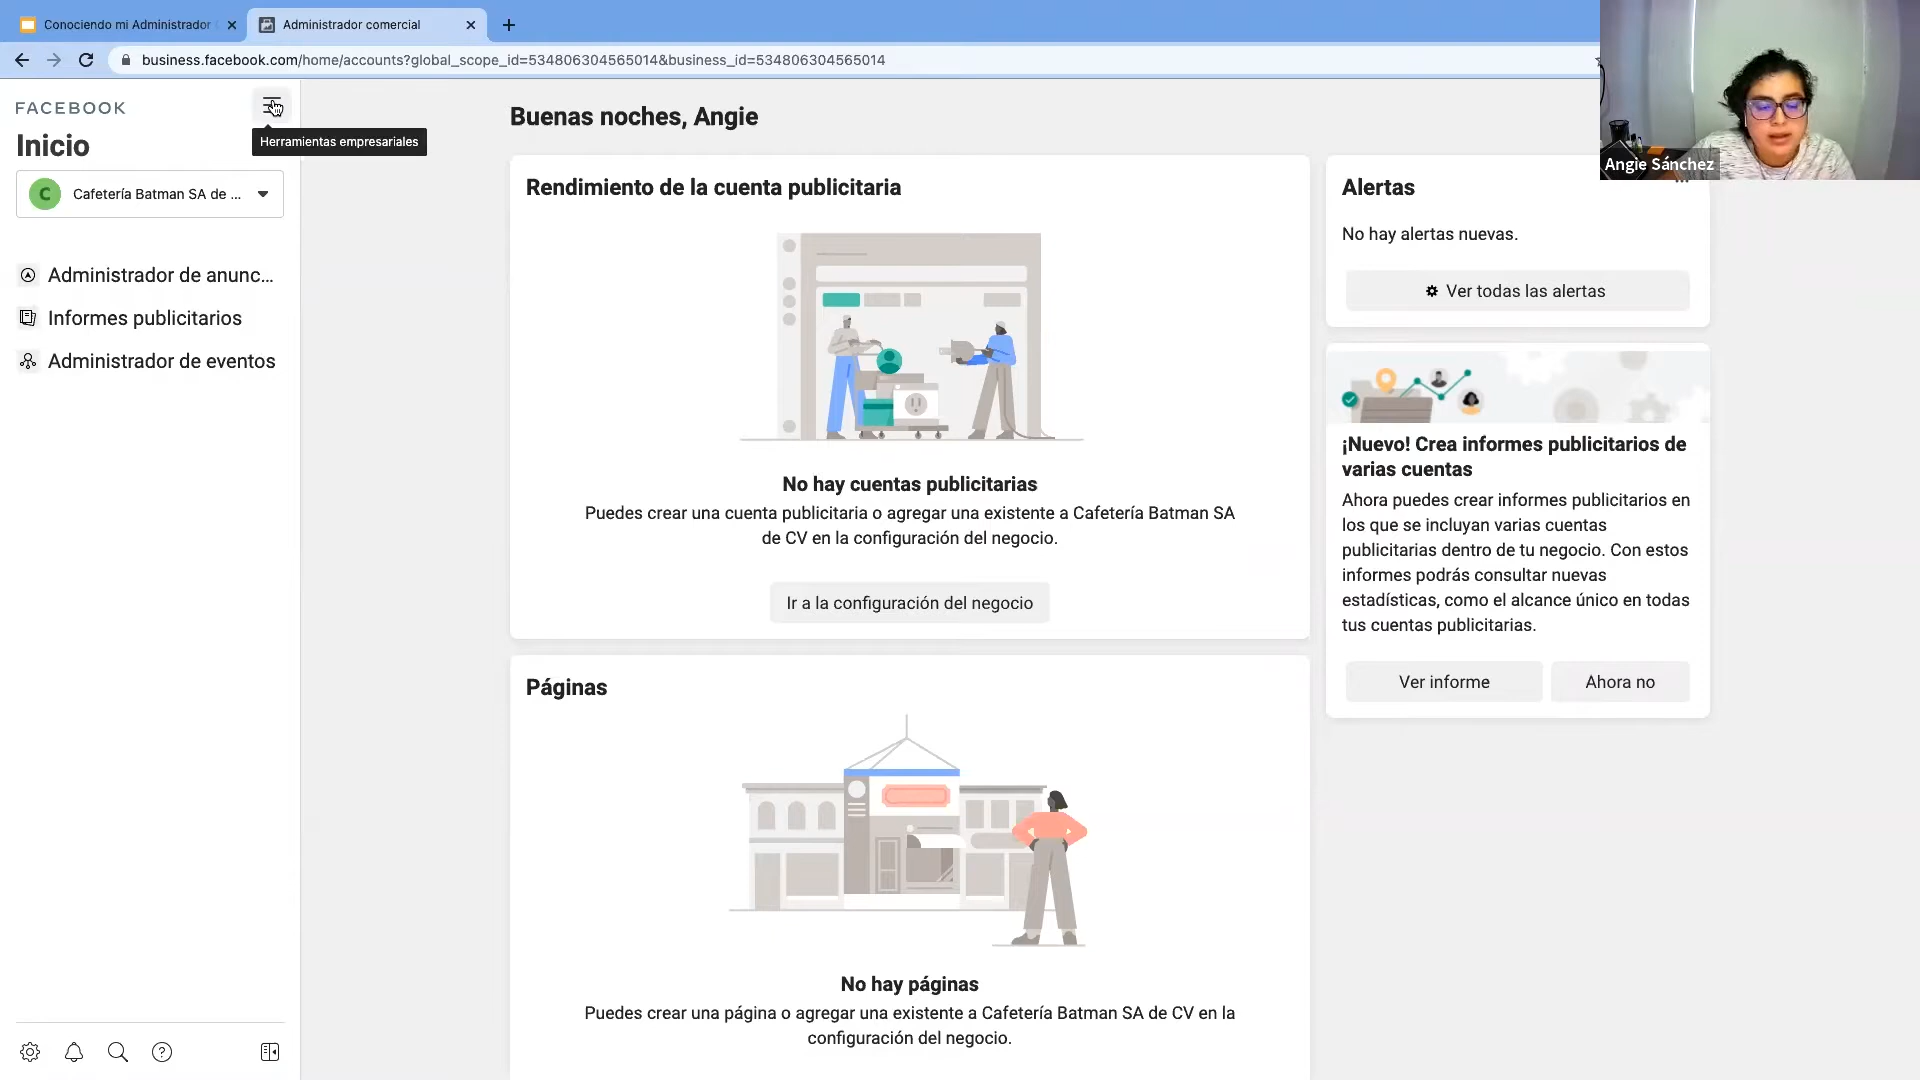 Conociendo mi Administrador
Administrador comercial
business.facebook.com/home/accounts?global_scope_id=534806304565014&business_id=534806304565014
Angie Sánchez
FACEBOOK
Herramientas empresariales
Inicio
C
Cafetería Batman SA de ...
Administrador de anunc...
Informes publicitarios
Administrador de eventos
Buenas noches, Angie
Rendimiento de la cuenta publicitaria
No hay cuentas publicitarias
Puedes crear una cuenta publicitaria o agregar una existente a Cafetería Batman SA
de CV en la configuración del negocio.
Ir a la configuración del negocio
Páginas
No hay páginas
Puedes crear una página o agregar una existente a Cafetería Batman SA de CV en la
configuración del negocio.
Alertas
No hay alertas nuevas.
Ver todas las alertas
¡Nuevo! Crea informes publicitarios de
varias cuentas
Ahora puedes crear informes publicitarios en
los que se incluyan varias cuentas
publicitarias dentro de tu negocio. Con estos
informes podrás consultar nuevas
estadísticas, como el alcance único en todas
tus cuentas publicitarias.
Ver informe
Ahora no